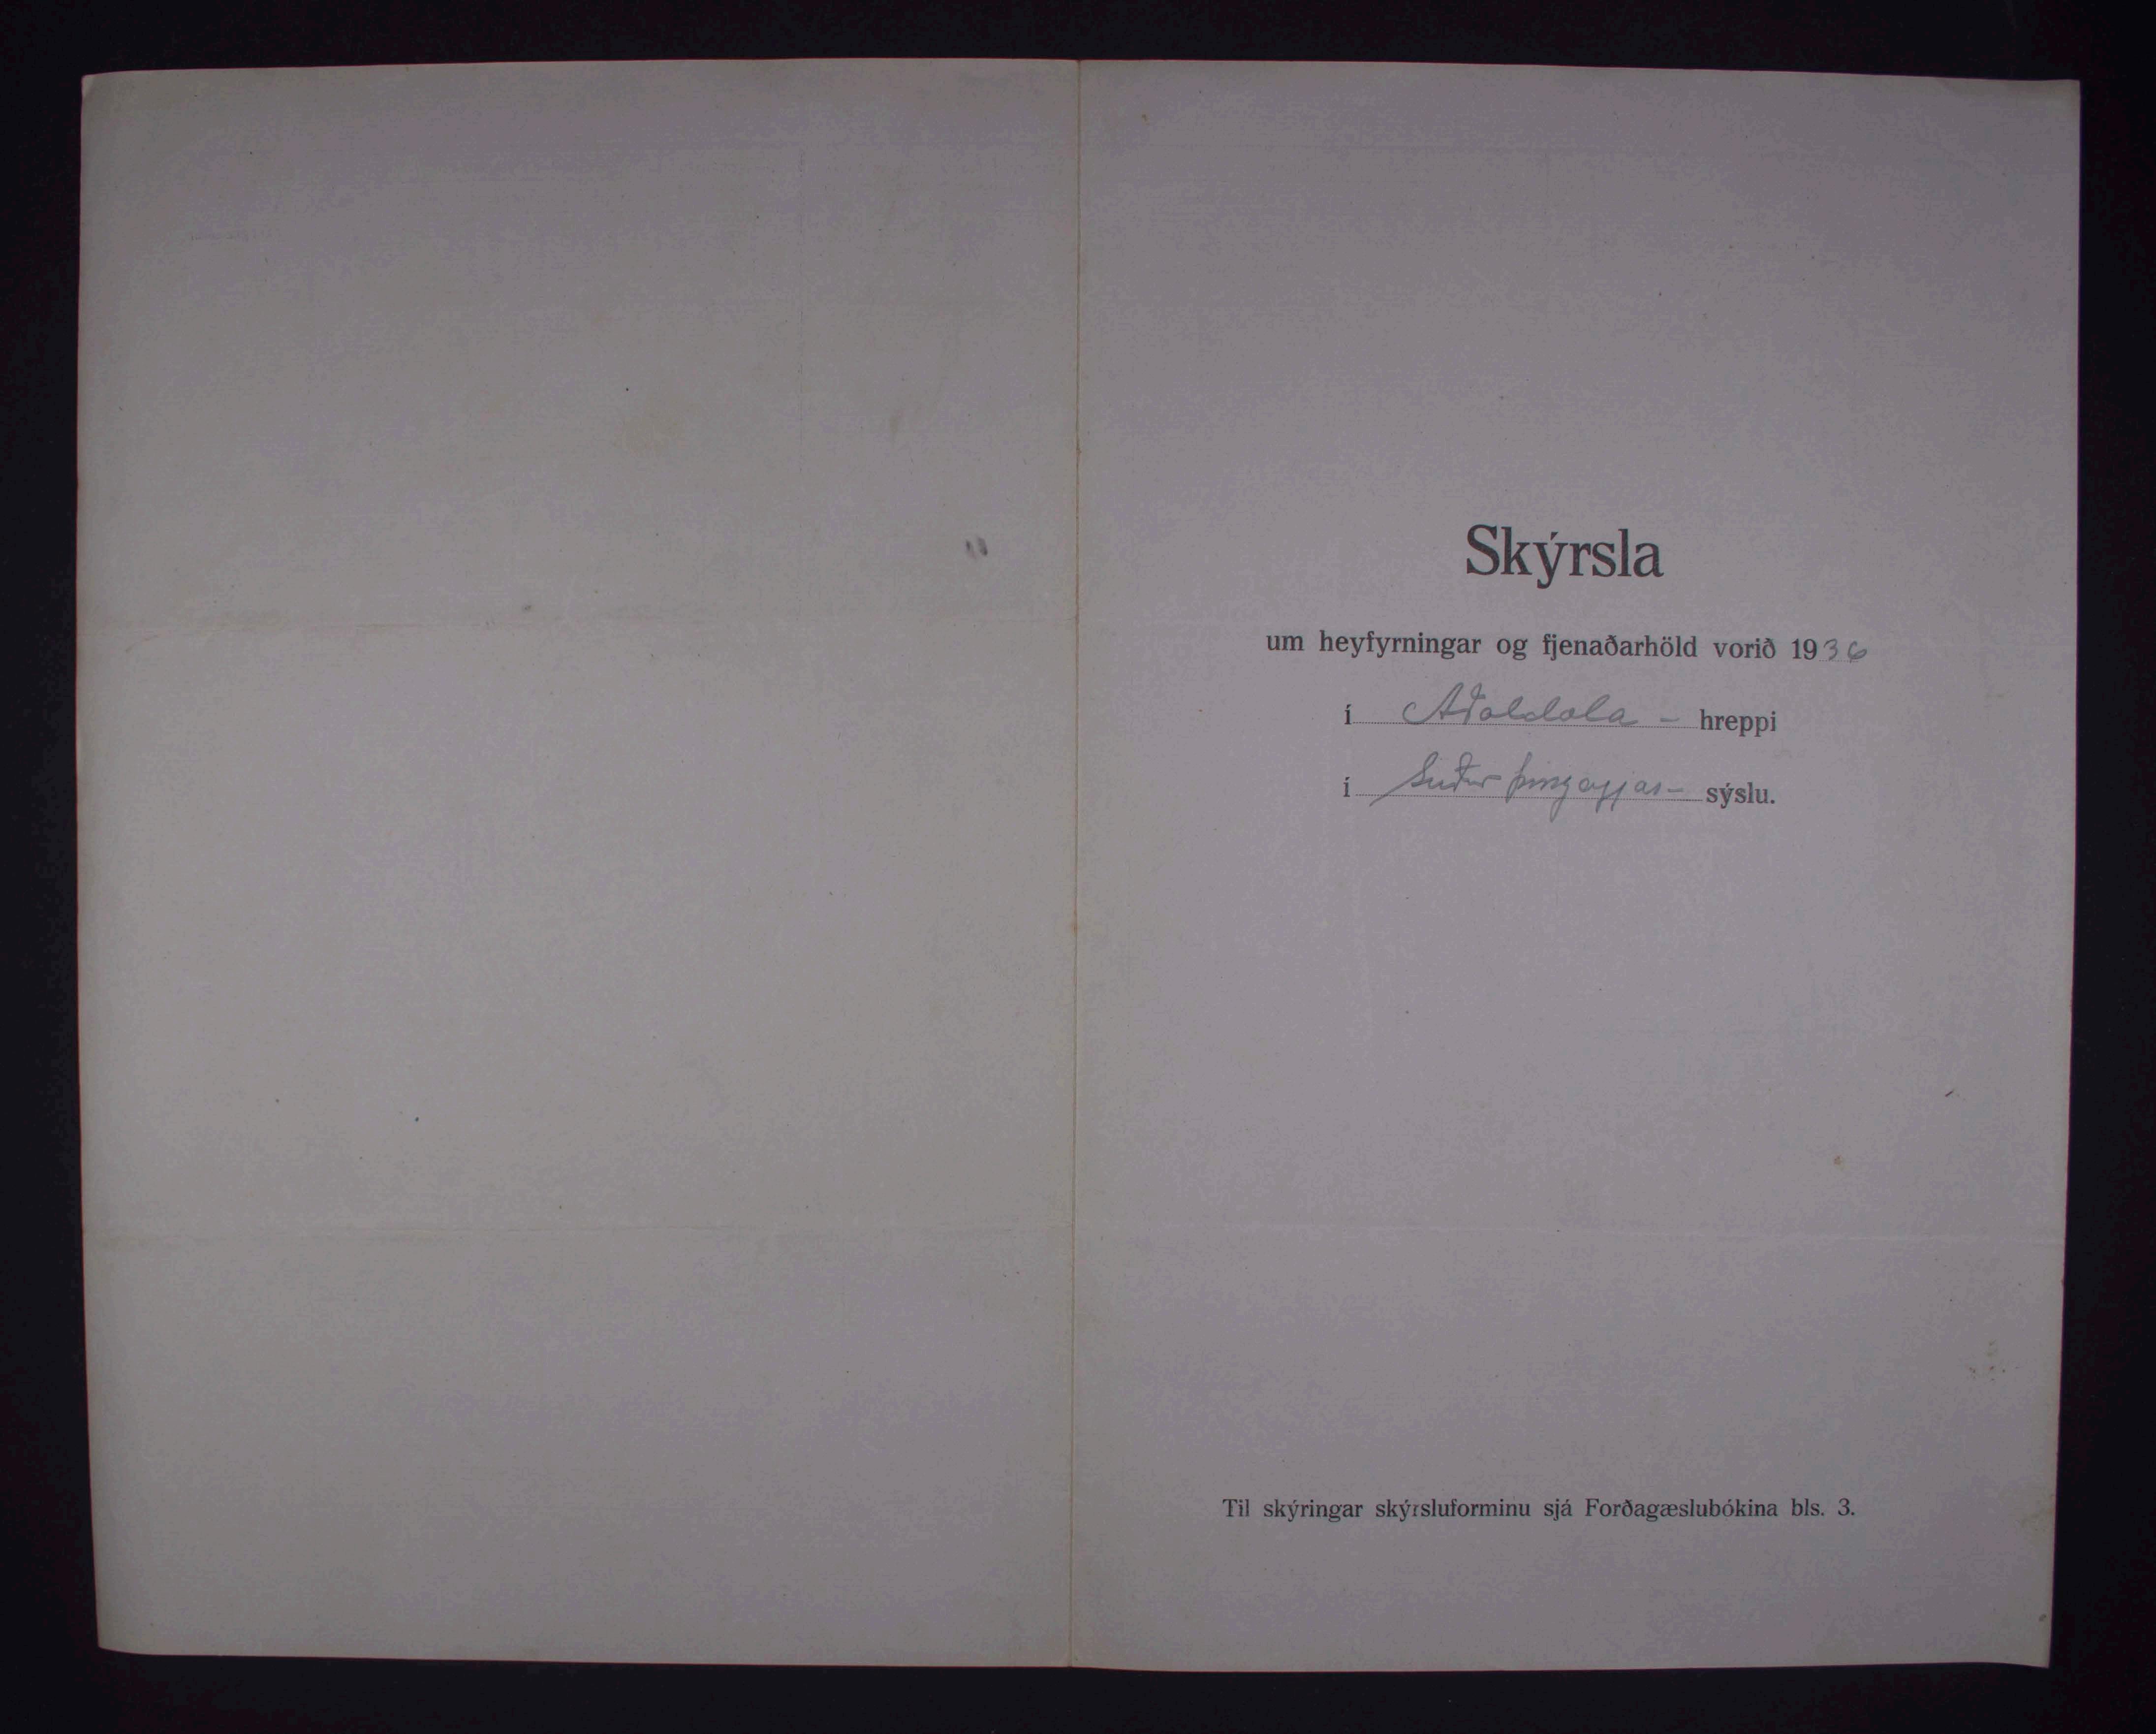 Skýrsla
um heyfyrningar og fjenaðarhöld vorið 1936
í Aðaldæla - hreppi
í Suður þingeyjar - sýslu.
Til skýringar skýrsluforminu sjá Forðagæslubókina bls. 3.